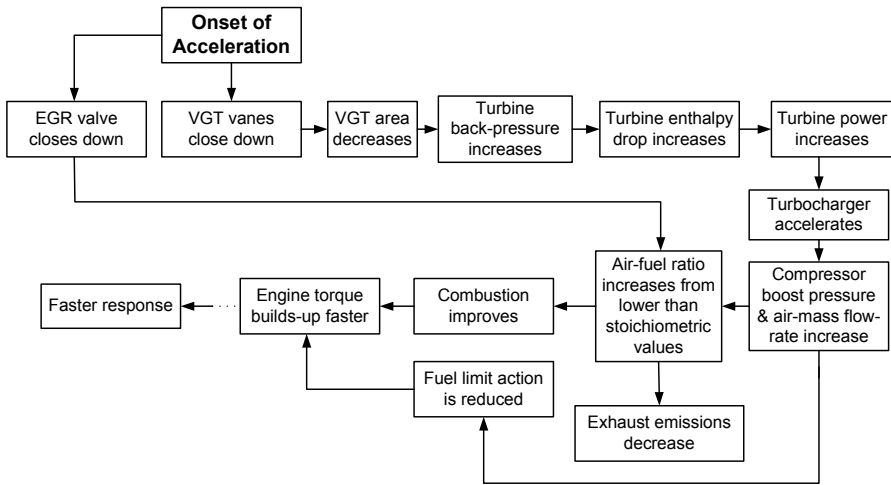 Onset of
Acceleration
EGR valve
closes down
VGT vanes
close down
VGT area
decreases
Turbine
back-pressure
increases
Turbine enthalpy
drop increases
Turbine power
increases
Turbocharger
accelerates
Compressor
boost pressure
& air-mass flow-
rate increase
Air-fuel ratio
increases from
lower than
stoichiometric
values
Combustion
improves
Engine torque
builds-up faster
Faster response
Fuel limit action
is reduced
Exhaust emissions
decrease